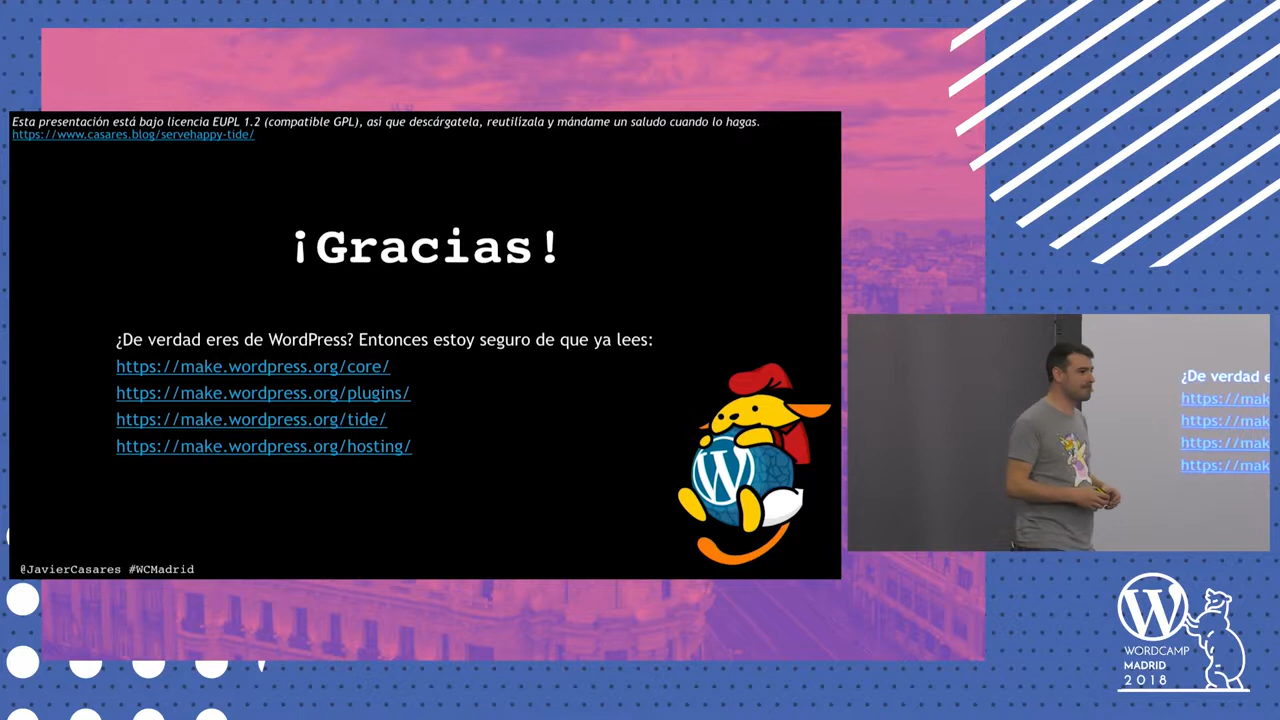 Esta presentación está bajo licencia EUPL 1.2 (compatible GPL), así que descárgatela, reutilízala y mándame un saludo cuando lo hagas.
https://www.casares.blog/servehappy-tide/
¡Gracias!
¿De verdad eres de WordPress? Entonces estoy seguro de que ya lees:
https://make.wordpress.org/core/
https://make.wordpress.org/plugins/
https://make.wordpress.org/tide/
https://make.wordpress.org/hosting/
@JavierCasares #WCMadrid
¿De verdad e
https://mak
https://mak
https://mak
https://mak
W
WORDCAMP
MADRID
2018